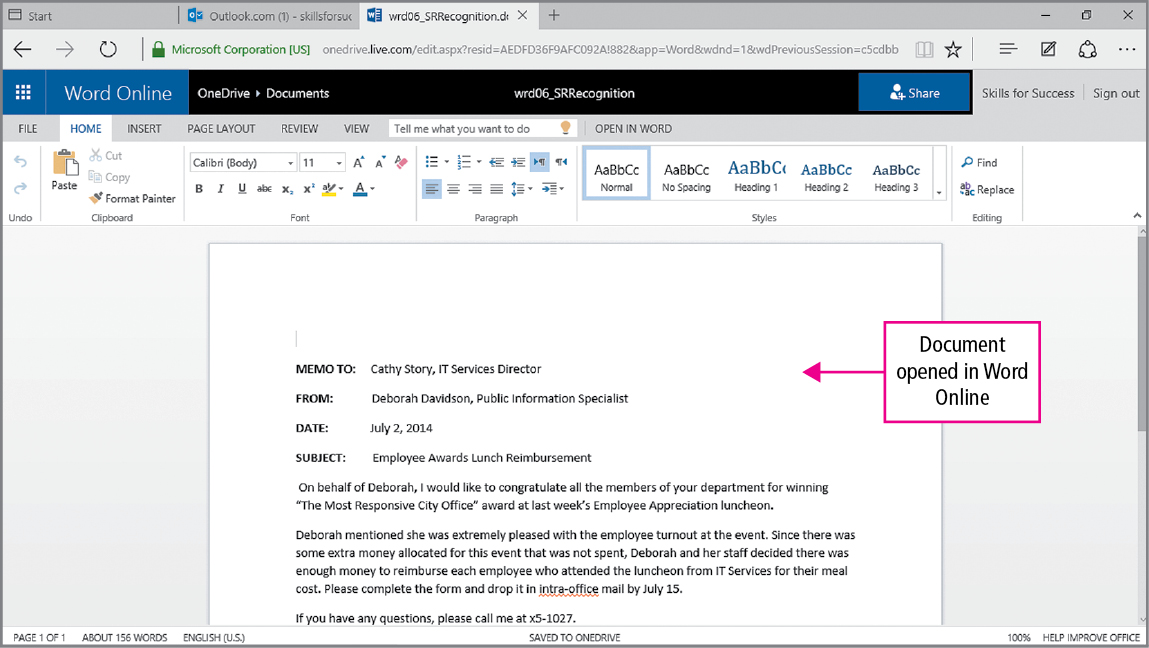 Start
Outlook.com (1) - skillsforsuc
wrd06_SRRecognition.do
Microsoft Corporation [US] onedrive.live.com/edit.aspx?resid=AEDFD36F9AFC092A!882&app=Word&wdnd=1&wdPreviousSession=c5cdbb
Word Online OneDrive Documents wrd06_SRRecognition Share Skills for Success Sign out
FILE HOME INSERT PAGE LAYOUT REVIEW VIEW Tell me what you want to do OPEN IN WORD
Paste
Cut
Copy
Format Painter
Calibri (Body) 11
B I U abc x₂ x²
AaBbCc AaBbCc AaBbCc AaBbCc AaBbCc
Normal No Spacing Heading 1 Heading 2 Heading 3
Find
Replace
Undo Clipboard Font Paragraph Styles Editing
MEMO TO: Cathy Story, IT Services Director
FROM: Deborah Davidson, Public Information Specialist
DATE: July 2, 2014
SUBJECT: Employee Awards Lunch Reimbursement
On behalf of Deborah, I would like to congratulate all the members of your department for winning
“The Most Responsive City Office” award at last week’s Employee Appreciation luncheon.
Deborah mentioned she was extremely pleased with the employee turnout at the event. Since there was
some extra money allocated for this event that was not spent, Deborah and her staff decided there was
enough money to reimburse each employee who attended the luncheon from IT Services for their meal
cost. Please complete the form and drop it in intra-office mail by July 15.
If you have any questions, please call me at x5-1027.
Document
opened in Word
Online
PAGE 1 OF 1 ABOUT 156 WORDS ENGLISH (U.S.) SAVED TO ONEDRIVE 100% HELP IMPROVE OFFICE